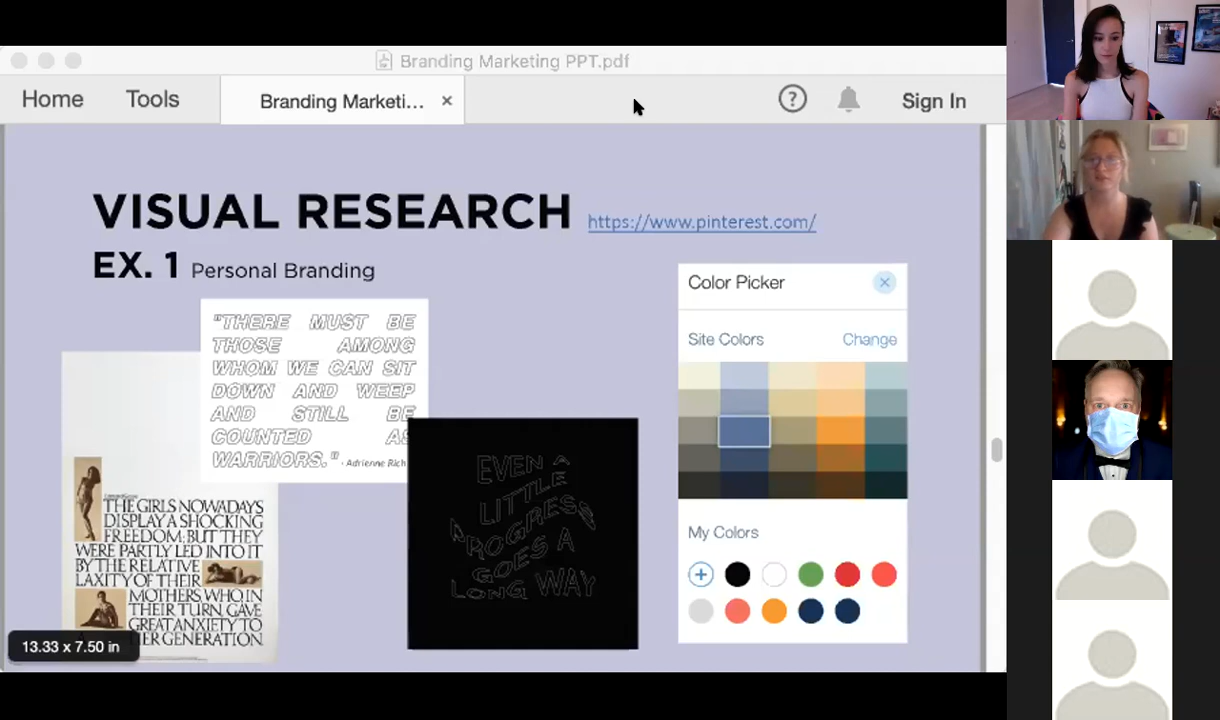 Branding Marketing PPT.pdf
Home
Tools
Branding Marketi...
Sign In
VISUAL RESEARCH https://www.pinterest.com/
EX. 1 Personal Branding
"THERE MUST BE
THOSE AMONG
WHOM WE CAN SIT
DOWN AND WEEP
AND STILL BE
COUNTED AS
WARRIORS." - Adrienne Rich
THE GIRLS NOWADAYS
DISPLAY A SHOCKING
FREEDOM; BUT THEY
WERE PARTLY LED INTO IT
BY THE RELATIVE
LAXITY OF THEIR
MOTHERS WHO IN
THEIR TURN, GAVE
GREAT ANXIETY TO
GENERATION.
EVEN A
LITTLE
PROGRESS
GOES A
LONG WAY
Color Picker
Site Colors
Change
My Colors
13.33 x 7.50 in